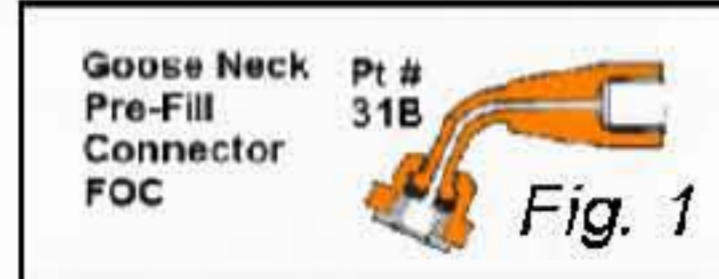 Goose Neck
Pre-Fill
Connector
FOC
Pt #
31B
Fig. 1